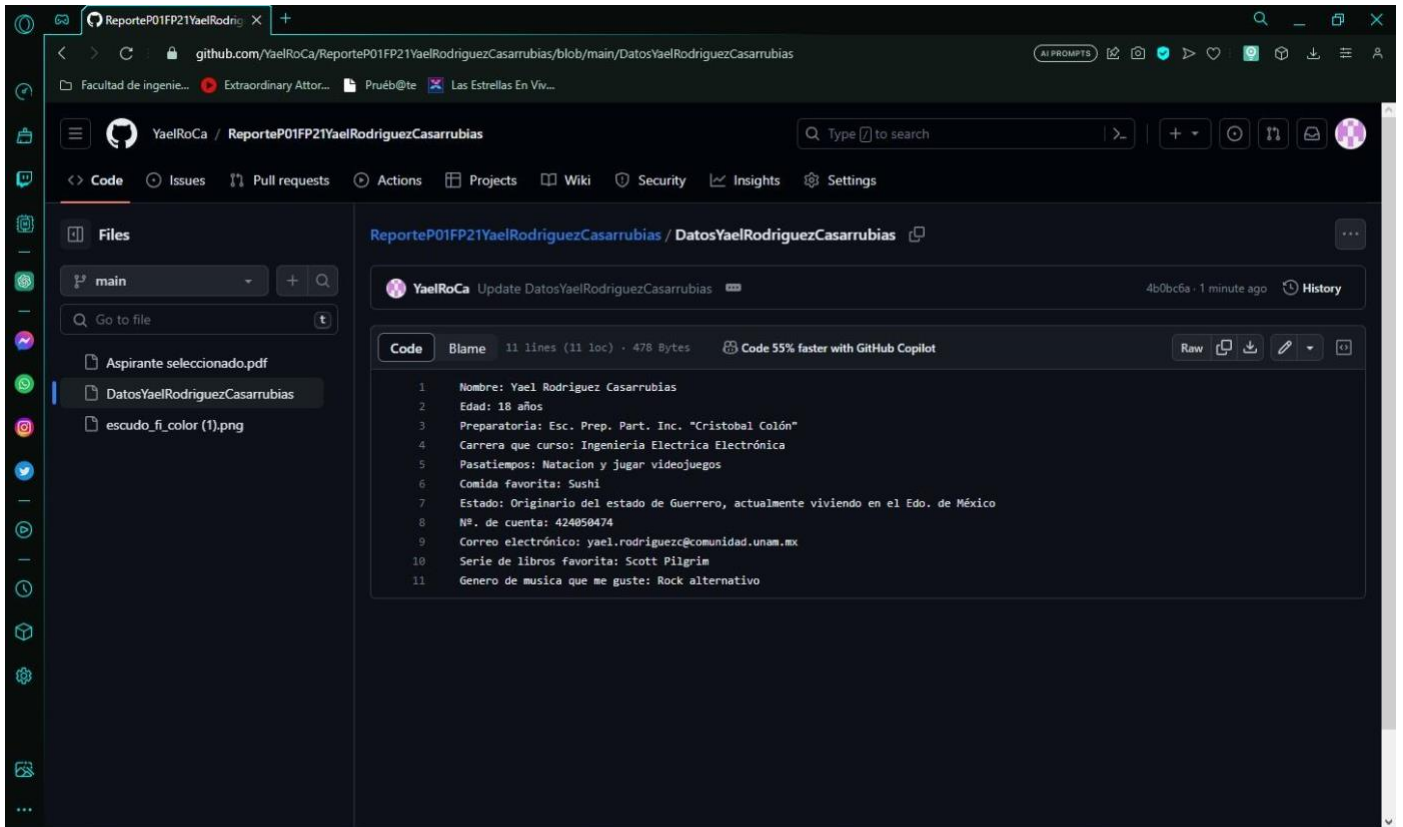 ReporteP01FP21YaelRodrig
github.com/YaelRoCa/ReporteP01FP21YaelRodriguezCasarrubias/blob/main/DatosYaelRodriguezCasarrubias
AI PROMPTS
Facultad de ingenie... Extraordinary Attor... Pruéb@te Las Estrellas En Viv...
YaelRoCa / ReporteP01FP21YaelRodriguezCasarrubias
Type / to search
Code Issues Pull requests Actions Projects Wiki Security Insights Settings
Files
main
Go to file
t
Aspirante seleccionado.pdf
DatosYaelRodriguezCasarrubias
escudo_fi_color (1).png
ReporteP01FP21YaelRodriguezCasarrubias / DatosYaelRodriguezCasarrubias
YaelRoCa Update DatosYaelRodriguezCasarrubias
4b0bc6a · 1 minute ago History
Code Blame 11 lines (11 loc) · 478 Bytes Code 55% faster with GitHub Copilot Raw
1 Nombre: Yael Rodriguez Casarrubias
2 Edad: 18 años
3 Preparatoria: Esc. Prep. Part. Inc. "Cristobal Colón"
4 Carrera que curso: Ingenieria Electrica Electrónica
5 Pasatiempos: Natacion y jugar videojuegos
6 Comida favorita: Sushi
7 Estado: Originario del estado de Guerrero, actualmente viviendo en el Edo. de México
8 Nº. de cuenta: 424050474
9 Correo electrónico: yael.rodriguezc@comunidad.unam.mx
10 Serie de libros favorita: Scott Pilgrim
11 Genero de musica que me guste: Rock alternativo